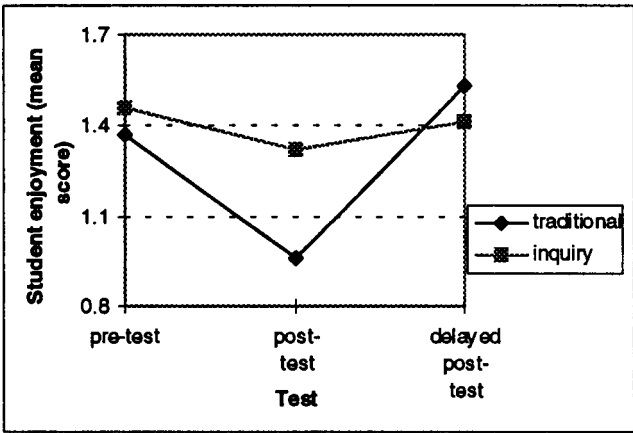 Student enjoyment (mean
score)
1.7
1.4
1.1
0.8
pre-test
post-
test
delayed
post-
test
Test
traditional
inquiry